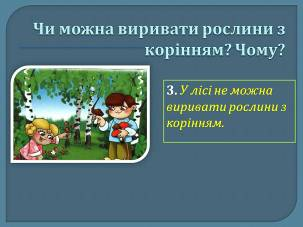 Чи можна виривати рослини з
корінням? Чому?
3. У лісі не можна
виривати рослини з
корінням.